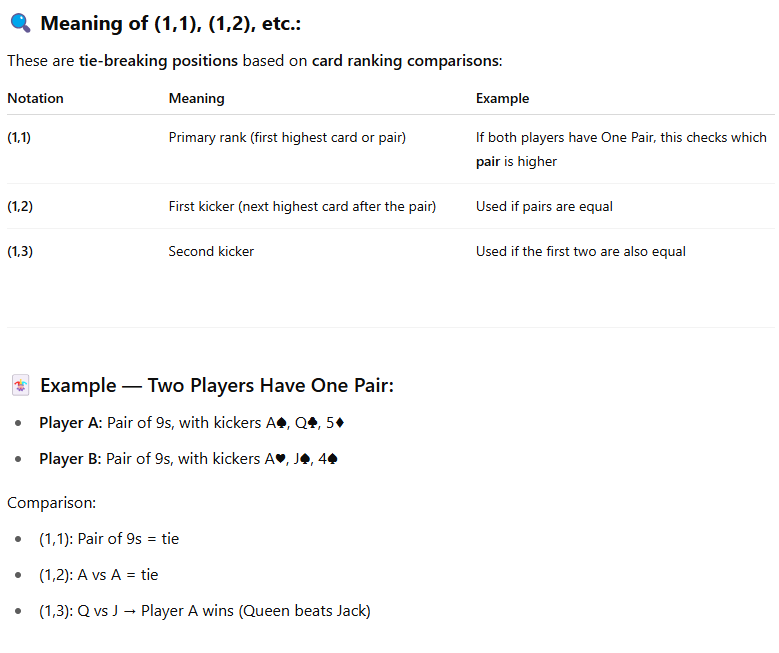 🔍 Meaning of (1,1), (1,2), etc.:
These are tie-breaking positions based on card ranking comparisons:
Notation Meaning Example
(1,1) Primary rank (first highest card or pair) If both players have One Pair, this checks which
pair is higher
(1,2) First kicker (next highest card after the pair) Used if pairs are equal
(1,3) Second kicker Used if the first two are also equal
🃏 Example — Two Players Have One Pair:
• Player A: Pair of 9s, with kickers A♠, Q♣, 5♦
• Player B: Pair of 9s, with kickers A♥, J♠, 4♠
Comparison:
• (1,1): Pair of 9s = tie
• (1,2): A vs A = tie
• (1,3): Q vs J → Player A wins (Queen beats Jack)